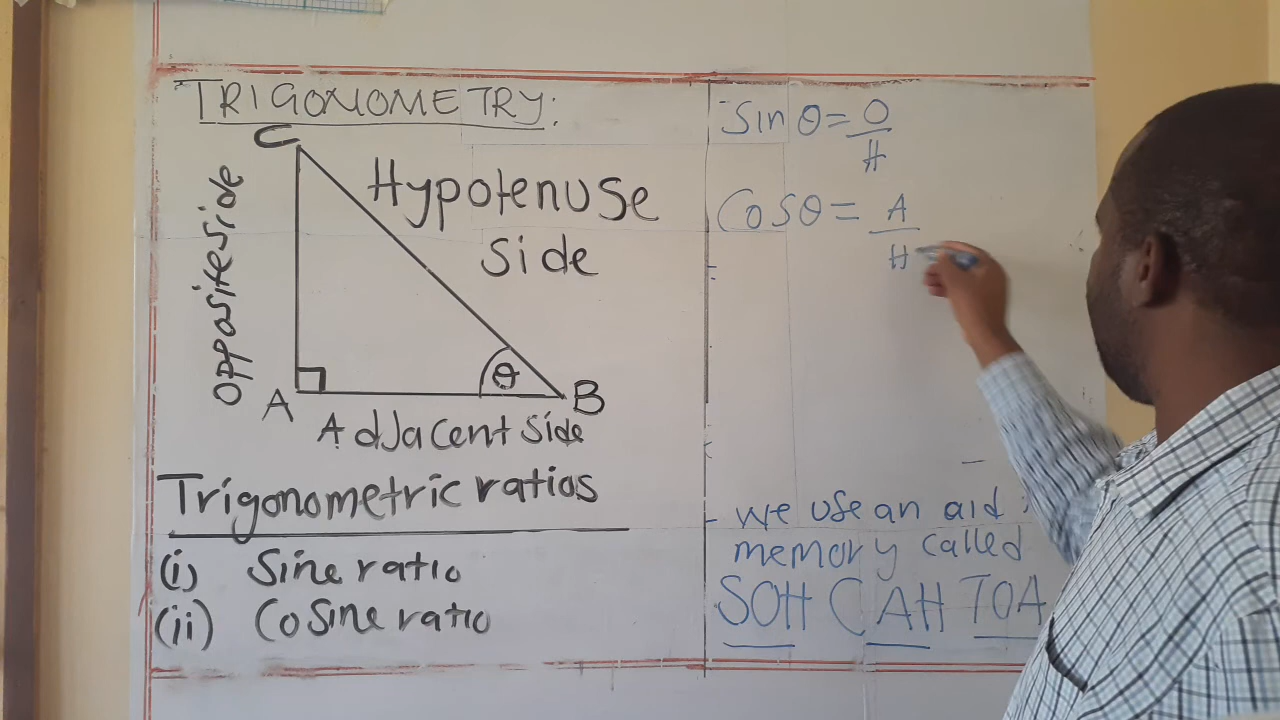 TRIGONOMETRY:
C
Hypotenuse
side
Opposite side
θ
A
B
Adjacent side
Trigonometric ratios
(i) Sine ratio
(ii) Cosine ratio
Sin θ = O
H
Cos θ = A
H
- we use an aid
memory called
SOH CAH TOA